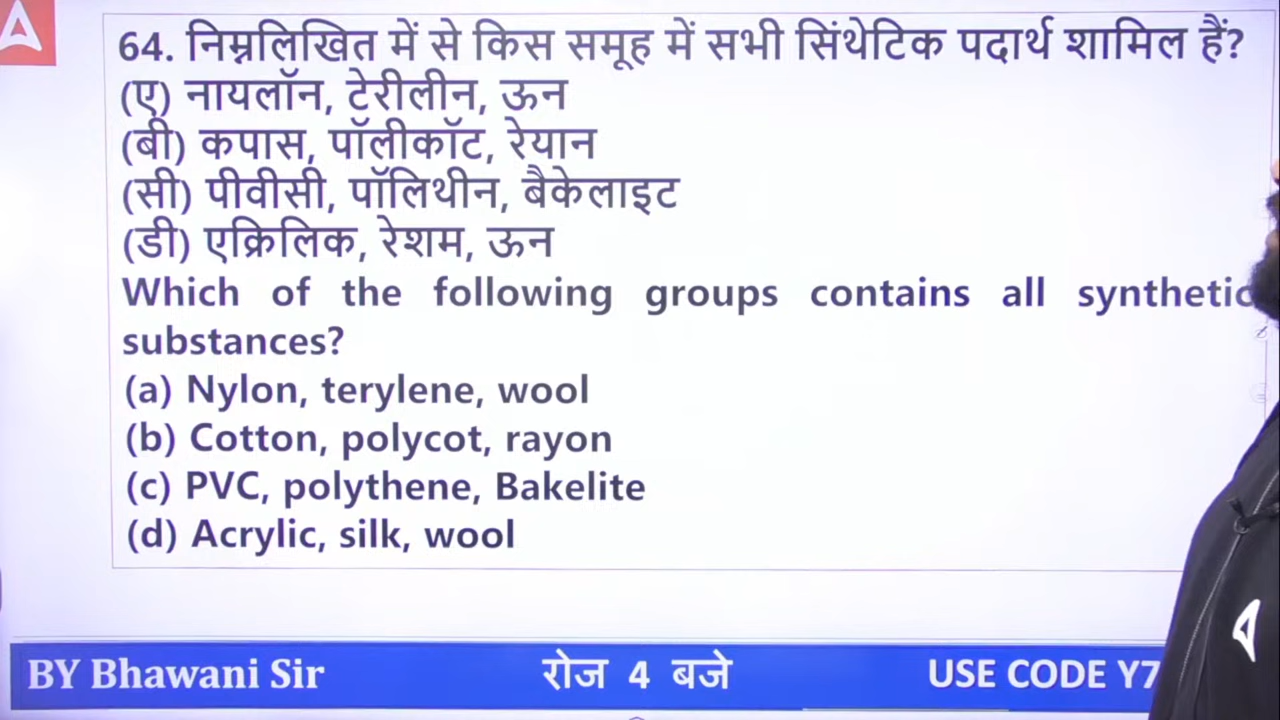 64. निम्नलिखित में से किस समूह में सभी सिंथेटिक पदार्थ शामिल हैं?
(ए) नायलॉन, टेरीलीन, ऊन
(बी) कपास, पॉलीकॉट, रेयान
(सी) पीवीसी, पॉलिथीन, बैकेलाइट
(डी) एक्रिलिक, रेशम, ऊन
Which of the following groups contains all synthetic
substances?
(a) Nylon, terylene, wool
(b) Cotton, polycot, rayon
(c) PVC, polythene, Bakelite
(d) Acrylic, silk, wool
BY Bhawani Sir रोज 4 बजे USE CODE Y7